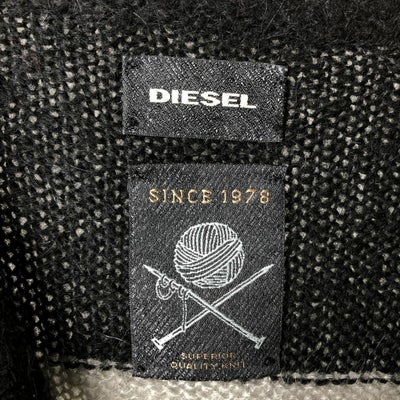 DIESEL
SINCE 1978
SUPERIOR
QUALITY KNIT